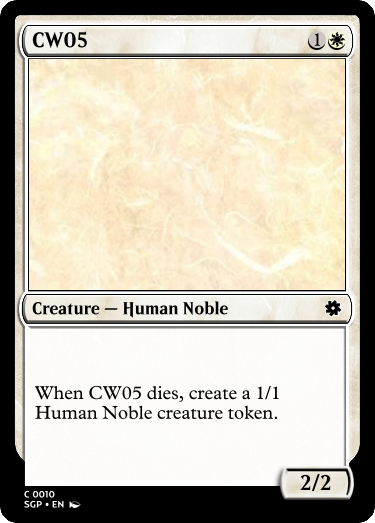 CW05 1
Creature — Human Noble
When CW05 dies, create a 1/1
Human Noble creature token.
2/2
C 0010
SGP • EN